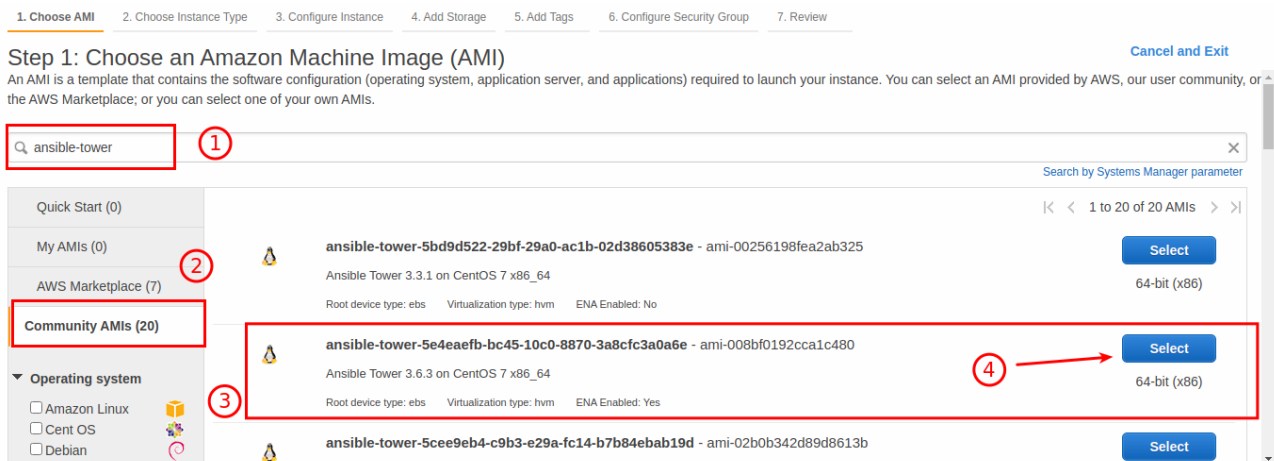 1. Choose AMI 2. Choose Instance Type 3. Configure Instance 4. Add Storage 5. Add Tags 6. Configure Security Group 7. Review
Step 1: Choose an Amazon Machine Image (AMI)
Cancel and Exit
An AMI is a template that contains the software configuration (operating system, application server, and applications) required to launch your instance. You can select an AMI provided by AWS, our user community, or
the AWS Marketplace; or you can select one of your own AMIs.
ansible-tower
1
Search by Systems Manager parameter
Quick Start (0)
My AMIs (0)
2
AWS Marketplace (7)
Community AMIs (20)
Operating system
Amazon Linux
Cent OS
Debian
1 to 20 of 20 AMIs
ansible-tower-5bd9d522-29bf-29a0-ac1b-02d38605383e - ami-00256198fea2ab325
Ansible Tower 3.3.1 on CentOS 7 x86_64
Root device type: ebs Virtualization type: hvm ENA Enabled: No
Select
64-bit (x86)
3
ansible-tower-5e4eaefb-bc45-10c0-8870-3a8cfc3a0a6e - ami-008bf0192cca1c480
Ansible Tower 3.6.3 on CentOS 7 x86_64
Root device type: ebs Virtualization type: hvm ENA Enabled: Yes
4
Select
64-bit (x86)
ansible-tower-5cee9eb4-c9b3-e29a-fc14-b7b84ebab19d - ami-02b0b342d89d8613b
Select